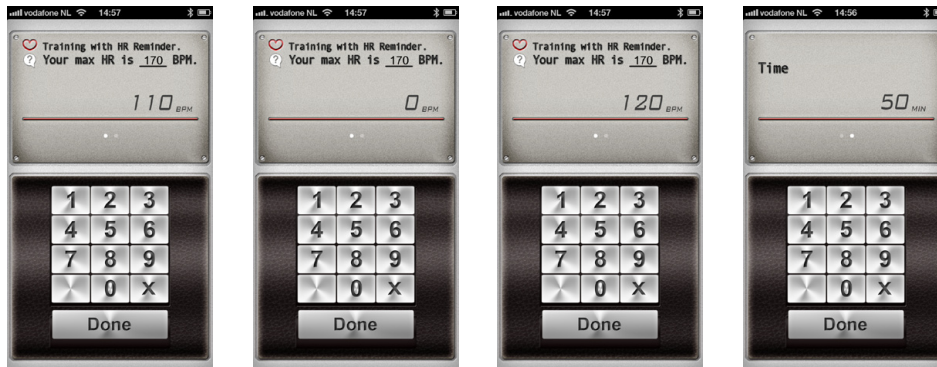 vodafone NL 14:57
Training with HR Reminder.
? Your max HR is 170 BPM.
110 BPM
1 2 3
4 5 6
7 8 9
0 X
Done
vodafone NL 14:57
Training with HR Reminder.
? Your max HR is 170 BPM.
0 BPM
1 2 3
4 5 6
7 8 9
0 X
Done
vodafone NL 14:57
Training with HR Reminder.
? Your max HR is 170 BPM.
120 BPM
1 2 3
4 5 6
7 8 9
0 X
Done
vodafone NL 14:56
Time
50 MIN
1 2 3
4 5 6
7 8 9
0 X
Done